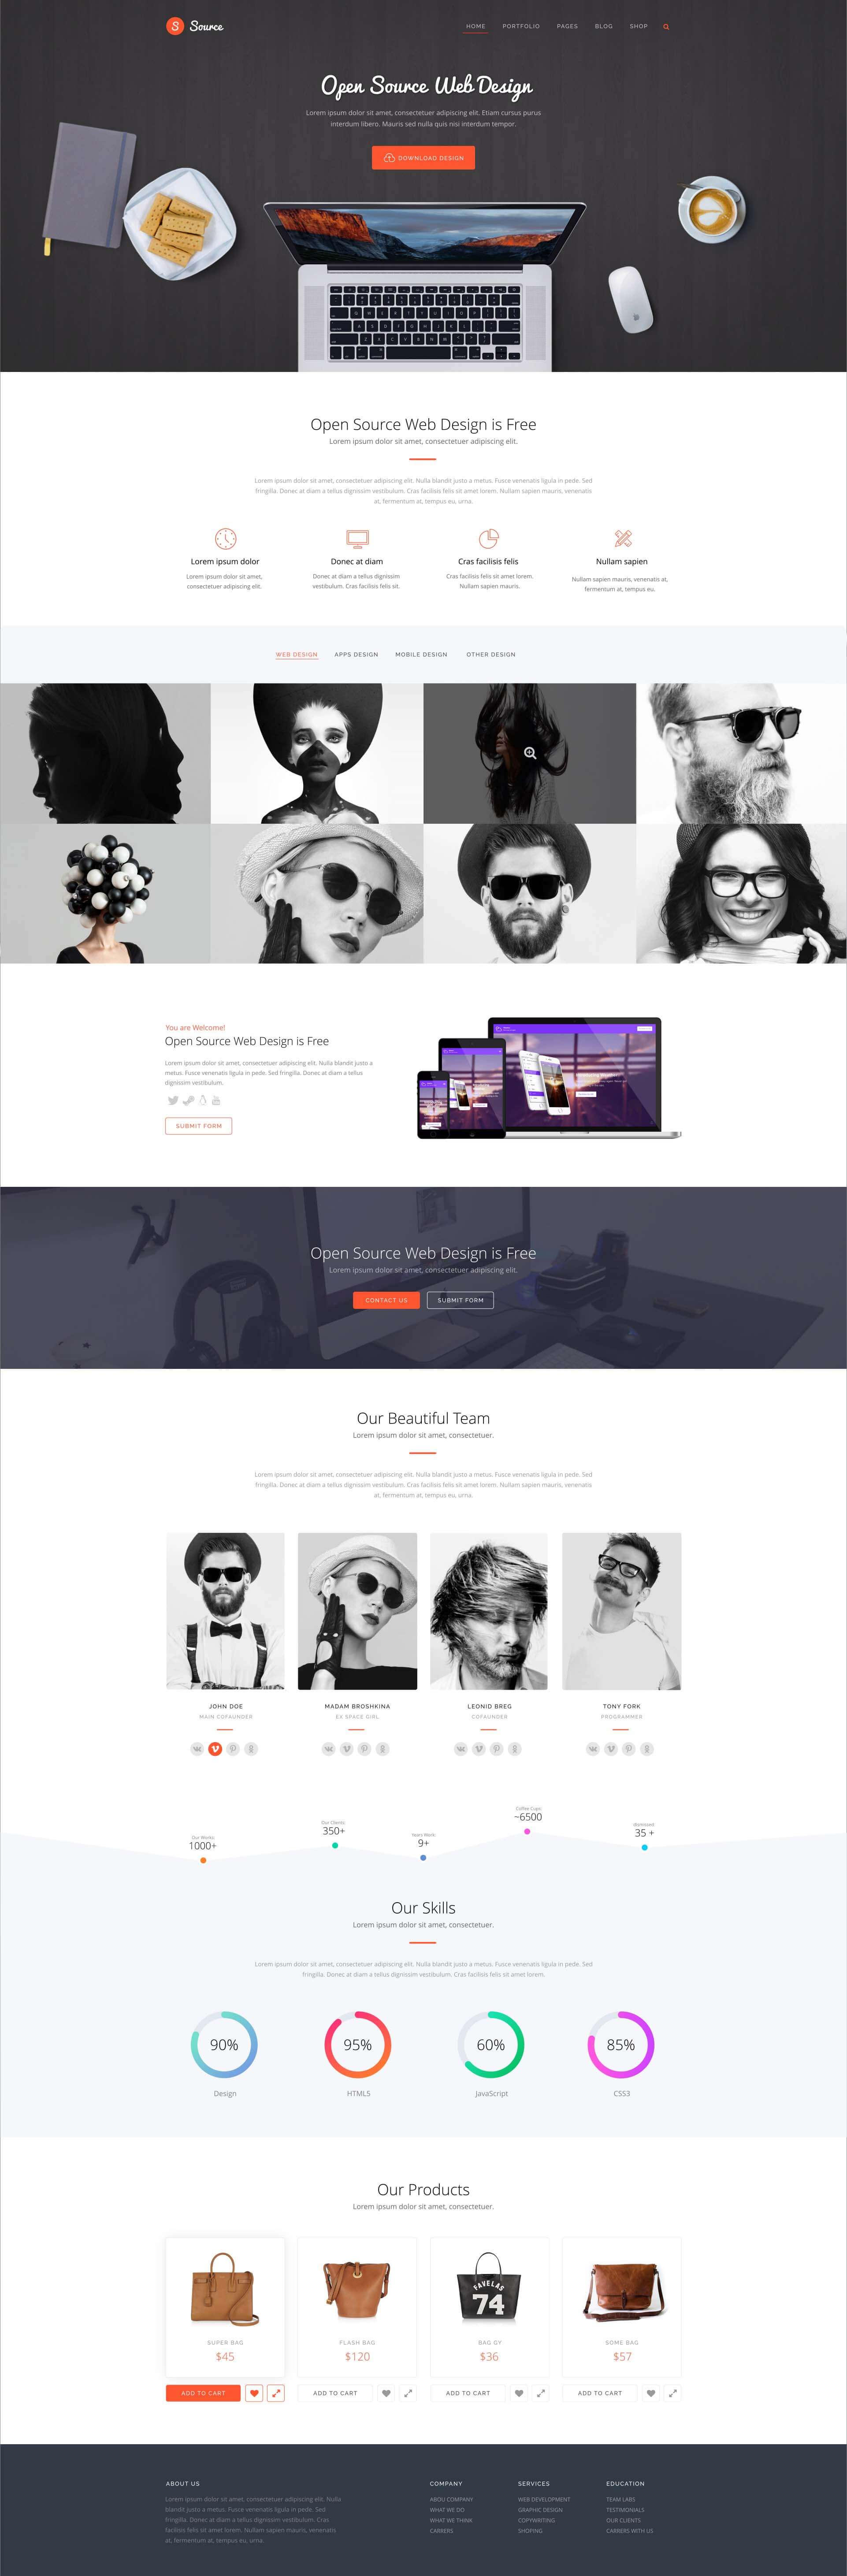 S Source
HOME PORTFOLIO PAGES BLOG SHOP
Open Source Web Design
Lorem ipsum dolor sit amet, consectetuer adipiscing elit. Etiam cursus purus
interdum libero. Mauris sed nulla quis nisi interdum tempor.
DOWNLOAD DESIGN
Open Source Web Design is Free
Lorem ipsum dolor sit amet, consectetuer adipiscing elit.
Lorem ipsum dolor sit amet, consectetuer adipiscing elit. Nulla blandit justo a metus. Fusce venenatis ligula in pede. Sed
fringilla. Donec at diam a tellus dignissim vestibulum. Cras facilisis felis sit amet lorem. Nullam sapien mauris, venenatis
at, fermentum at, tempus eu, urna.
Lorem ipsum dolor
Lorem ipsum dolor sit amet,
consectetuer adipiscing elit.
Donec at diam
Donec at diam a tellus dignissim
vestibulum. Cras facilisis felis sit.
Cras facilisis felis
Cras facilisis felis sit amet lorem.
Nullam sapien mauris.
Nullam sapien
Nullam sapien mauris, venenatis at,
fermentum at, tempus eu.
WEB DESIGN APPS DESIGN MOBILE DESIGN OTHER DESIGN
You are Welcome!
Open Source Web Design is Free
Lorem ipsum dolor sit amet, consectetuer adipiscing elit. Nulla blandit justo a
metus. Fusce venenatis ligula in pede. Sed fringilla. Donec at diam a tellus
dignissim vestibulum.
SUBMIT FORM
Open Source Web Design is Free
Lorem ipsum dolor sit amet, consectetuer adipiscing elit.
CONTACT US SUBMIT FORM
Our Beautiful Team
Lorem ipsum dolor sit amet, consectetuer.
Lorem ipsum dolor sit amet, consectetuer adipiscing elit. Nulla blandit justo a metus. Fusce venenatis ligula in pede. Sed
fringilla. Donec at diam a tellus dignissim vestibulum. Cras facilisis felis sit amet lorem. Nullam sapien mauris, venenatis
at, fermentum at, tempus eu, urna.
JOHN DOE
MAIN COFAUNDER
MADAM BROSHKINA
EX SPACE GIRL
LEONID BREG
COFAUNDER
TONY FORK
PROGRAMMER
Our Works:
1000+
Our Clients:
350+
Years Work:
9+
Coffee Cups:
~6500
dismissed:
35 +
Our Skills
Lorem ipsum dolor sit amet, consectetuer.
Lorem ipsum dolor sit amet, consectetuer adipiscing elit. Nulla blandit justo a metus. Fusce venenatis ligula in pede. Sed
fringilla. Donec at diam a tellus dignissim vestibulum. Cras facilisis felis sit amet lorem.
90% 95% 60% 85%
Design HTML5 JavaScript CSS3
Our Products
Lorem ipsum dolor sit amet, consectetuer.
FAVELAS
74
SUPER BAG FLASH BAG BAG GY SOME BAG
$45 $120 $36 $57
ADD TO CART ADD TO CART ADD TO CART ADD TO CART
ABOUT US
Lorem ipsum dolor sit amet, consectetuer adipiscing elit. Nulla
blandit justo a metus. Fusce venenatis ligula in pede. Sed
fringilla. Donec at diam a tellus dignissim vestibulum. Cras
facilisis felis sit amet lorem. Nullam sapien mauris, venenatis
at, fermentum at, tempus eu, urna.
COMPANY
ABOU COMPANY
WHAT WE DO
WHAT WE THINK
CARRERS
SERVICES
WEB DEVELOPMENT
GRAPHIC DESIGN
COPYWRITING
SHOPING
EDUCATION
TEAM LABS
TESTIMONIALS
OUR CLIENTS
CARRERS WITH US